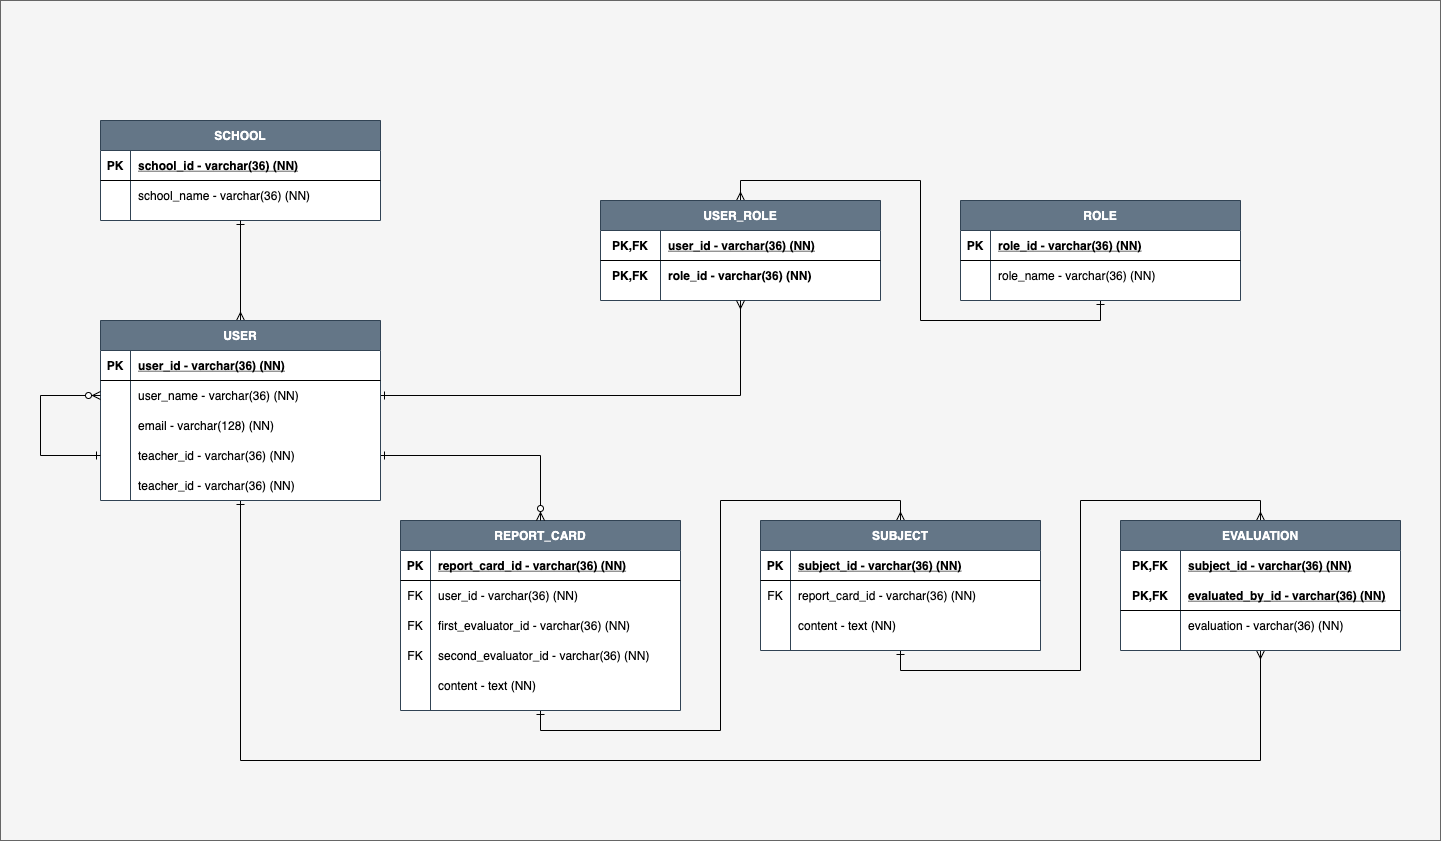 SCHOOL
PK school_id - varchar(36) (NN)
school_name - varchar(36) (NN)
USER_ROLE
PK,FK user_id - varchar(36) (NN)
PK,FK role_id - varchar(36) (NN)
ROLE
PK role_id - varchar(36) (NN)
role_name - varchar(36) (NN)
USER
PK user_id - varchar(36) (NN)
user_name - varchar(36) (NN)
email - varchar(128) (NN)
teacher_id - varchar(36) (NN)
teacher_id - varchar(36) (NN)
REPORT_CARD
PK report_card_id - varchar(36) (NN)
FK user_id - varchar(36) (NN)
FK first_evaluator_id - varchar(36) (NN)
FK second_evaluator_id - varchar(36) (NN)
content - text (NN)
SUBJECT
PK subject_id - varchar(36) (NN)
FK report_card_id - varchar(36) (NN)
content - text (NN)
EVALUATION
PK,FK subject_id - varchar(36) (NN)
PK,FK evaluated_by_id - varchar(36) (NN)
evaluation - varchar(36) (NN)